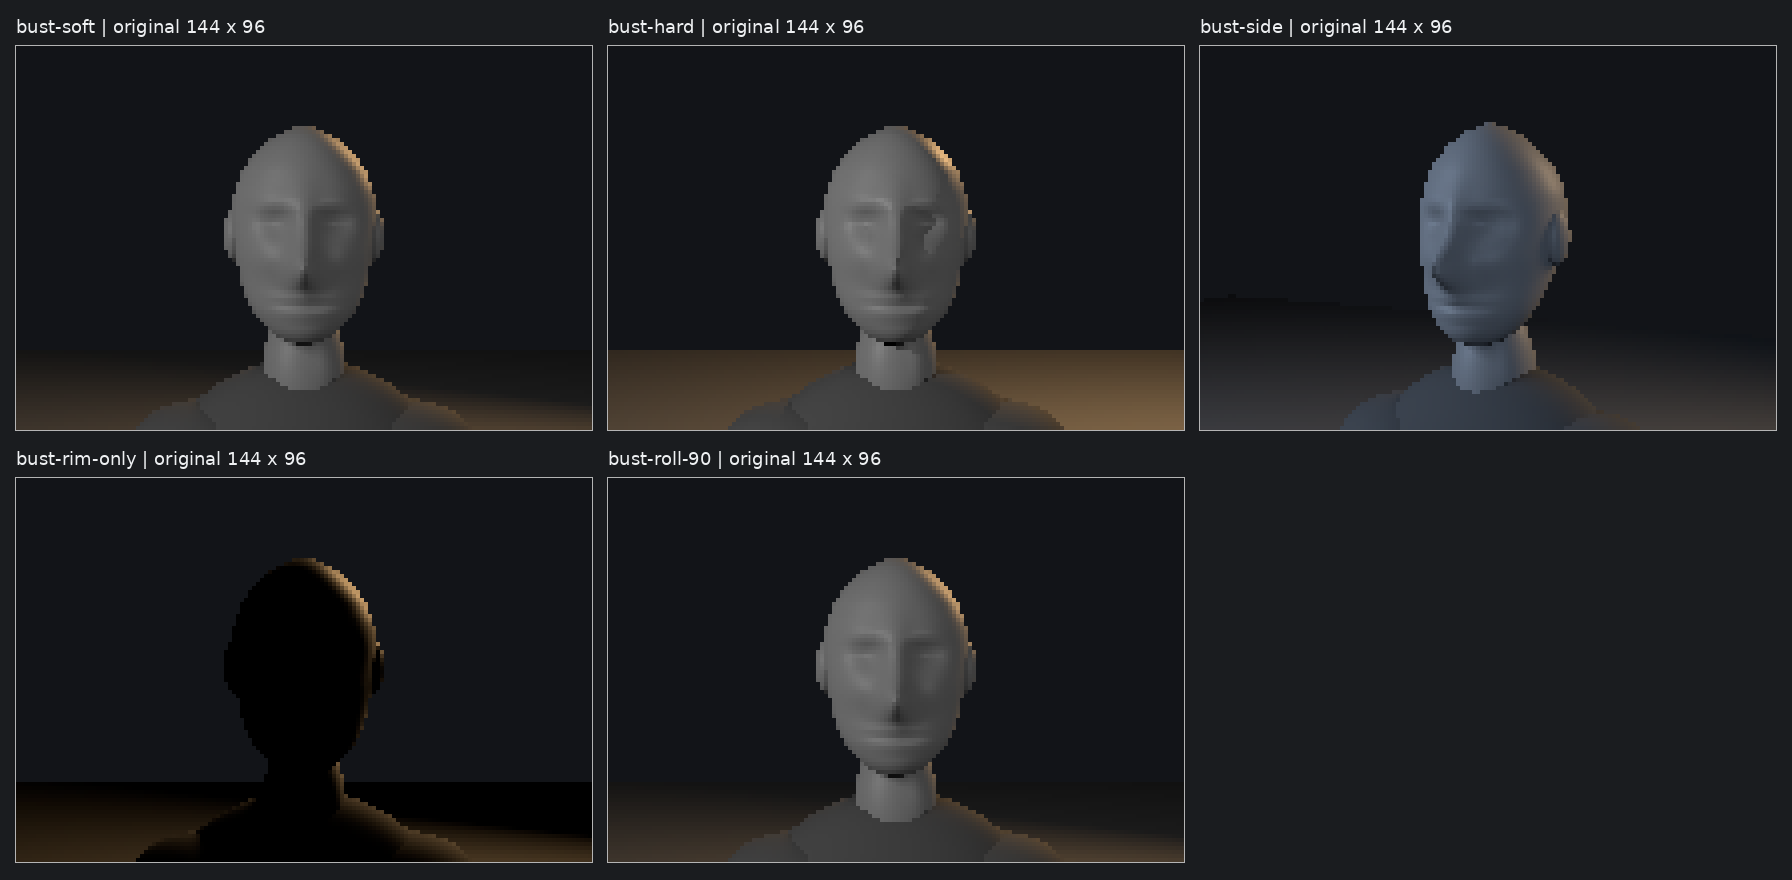 bust-soft | original 144 x 96
bust-hard | original 144 x 96
bust-side | original 144 x 96
bust-rim-only | original 144 x 96
bust-roll-90 | original 144 x 96